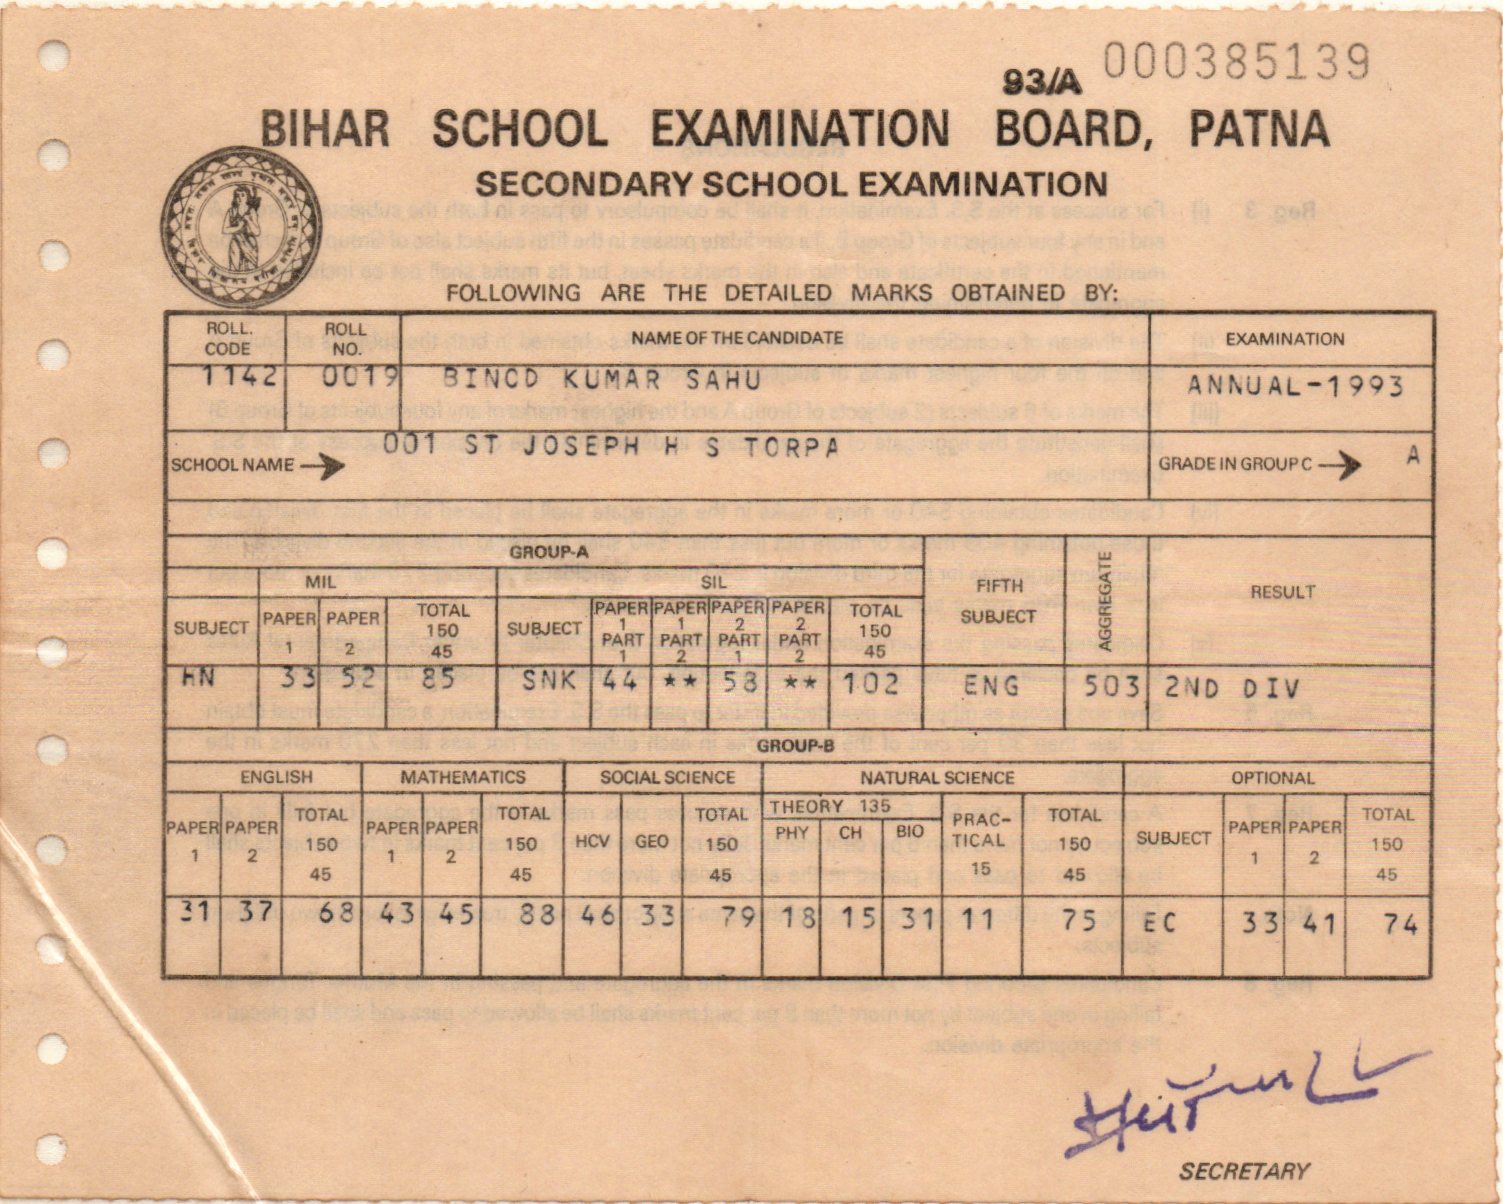 93/A 000385139
BIHAR SCHOOL EXAMINATION BOARD, PATNA
SECONDARY SCHOOL EXAMINATION
FOLLOWING ARE THE DETAILED MARKS OBTAINED BY:
ROLL. CODE ROLL NO. NAME OF THE CANDIDATE EXAMINATION
1142 0019 BINOD KUMAR SAHU ANNUAL-1993
001 ST JOSEPH H S TORPA
SCHOOL NAME GRADE IN GROUP C A
GROUP-A
MIL SIL FIFTH SUBJECT AGGREGATE RESULT
SUBJECT PAPER 1 PAPER 2 TOTAL 150 45 SUBJECT PAPER 1 PART 1 PAPER 1 PART 2 PAPER 2 PART 1 PAPER 2 PART 2 TOTAL 150 45
HN 33 52 85 SNK 44 ** 58 ** 102 ENG 503 2ND DIV
GROUP-B
ENGLISH MATHEMATICS SOCIAL SCIENCE NATURAL SCIENCE OPTIONAL
PAPER 1 PAPER 2 TOTAL 150 45 PAPER 1 PAPER 2 TOTAL 150 45 HCV GEO TOTAL 150 45 THEORY 135 PHY CH BIO PRAC-TICAL 15 TOTAL 150 45 SUBJECT PAPER 1 PAPER 2 TOTAL 150 45
31 37 68 43 45 88 46 33 79 18 15 31 11 75 EC 33 41 74
SECRETARY